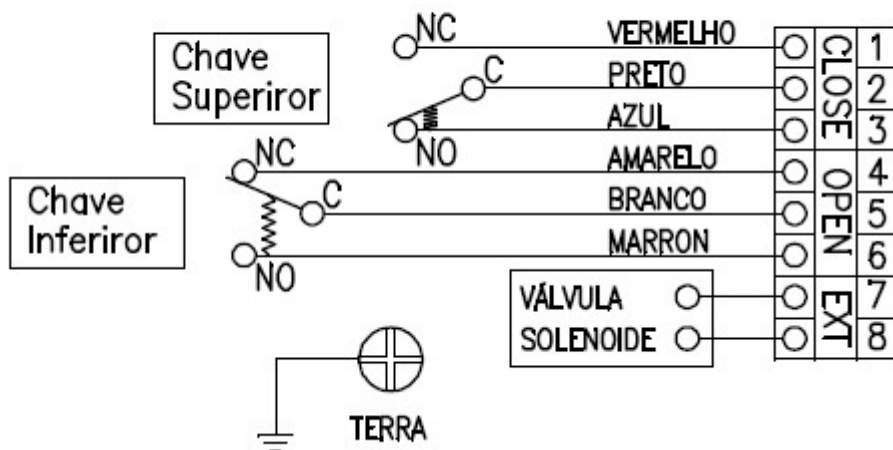 Chave
Superiror
NC
C
NO
VERMELHO
PRETO
AZUL
CLOSE
1
2
3
Chave
Inferiror
NC
C
NO
AMARELO
BRANCO
MARRON
OPEN
4
5
6
VÁLVULA
SOLENOIDE
EXT
7
8
TERRA